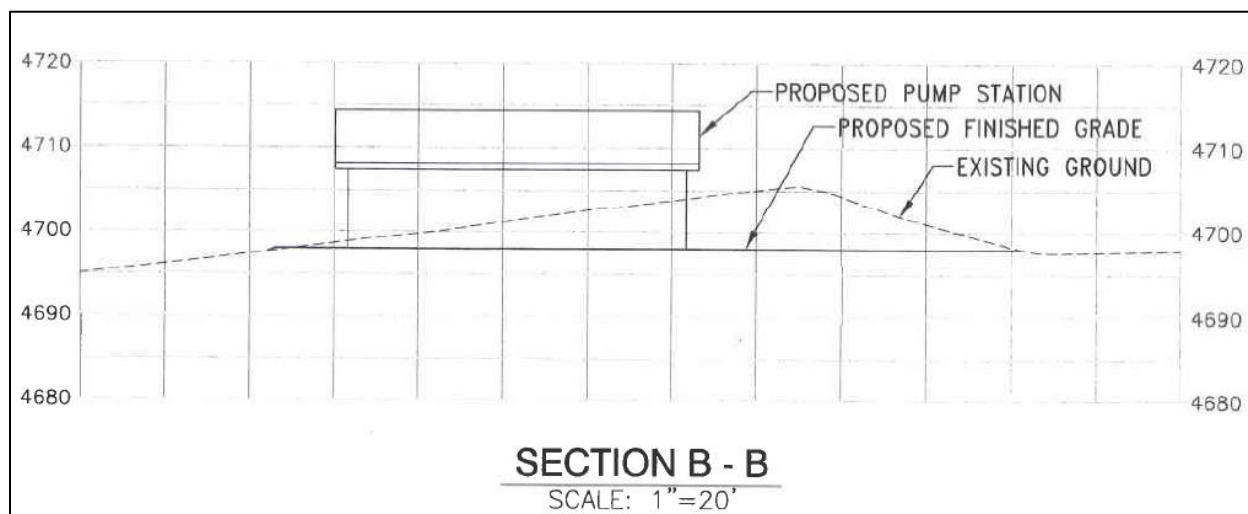 4720
4720
PROPOSED PUMP STATION
PROPOSED FINISHED GRADE
4710
4710
EXISTING GROUND
4700
4700
4690
4690
4680
4680
SECTION B - B
SCALE: 1"=20'